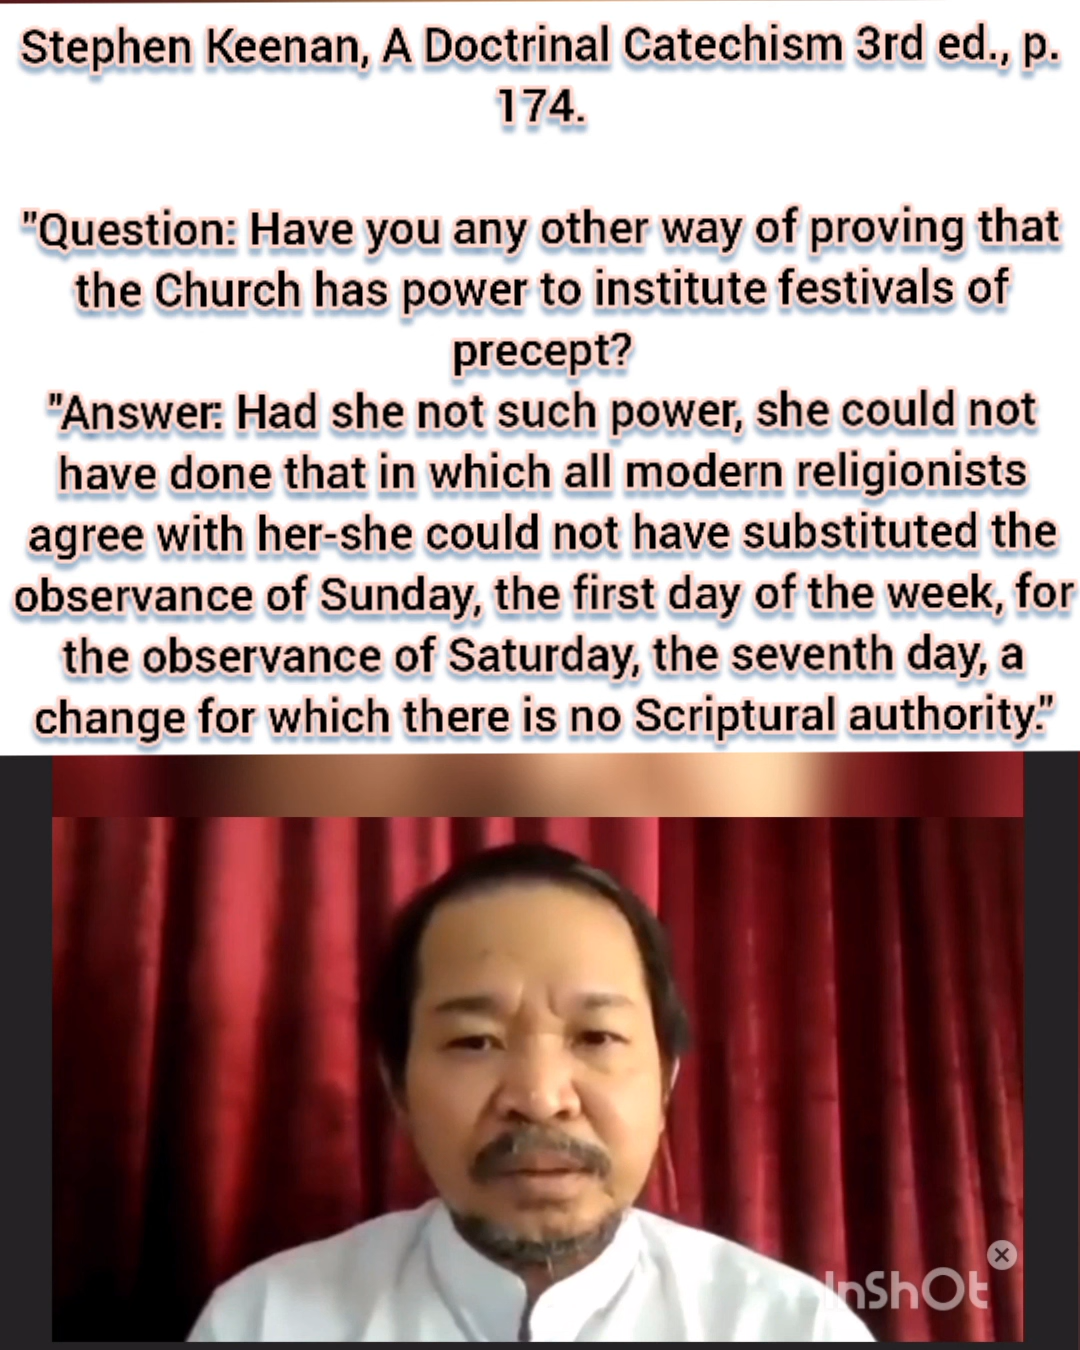 Stephen Keenan, A Doctrinal Catechism 3rd ed., p.
174.
"Question: Have you any other way of proving that
the Church has power to institute festivals of
precept?
"Answer: Had she not such power, she could not
have done that in which all modern religionists
agree with her-she could not have substituted the
observance of Sunday, the first day of the week, for
the observance of Saturday, the seventh day, a
change for which there is no Scriptural authority."
InShOt